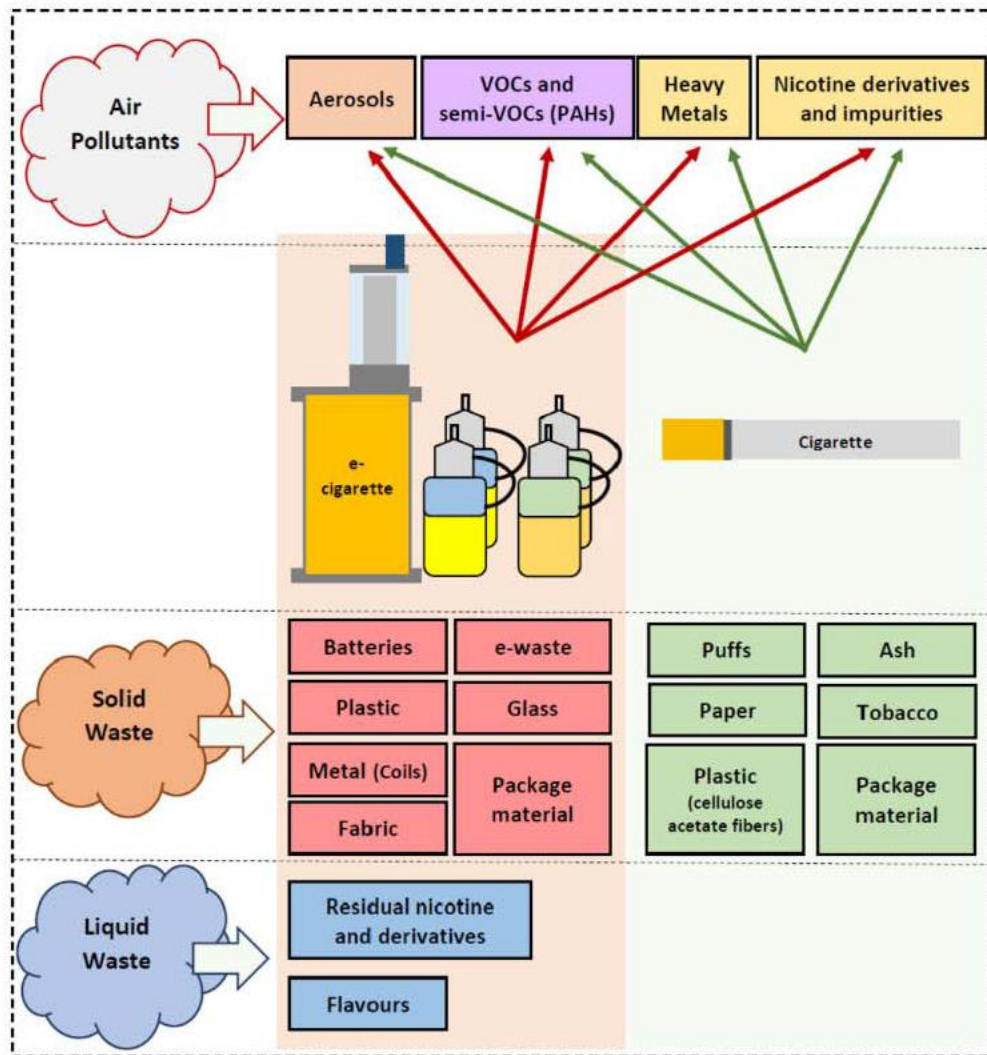 Air
Pollutants
Aerosols
VOCs and
semi-VOCs (PAHs)
Heavy
Metals
Nicotine derivatives
and impurities
e-
cigarette
Cigarette
Solid
Waste
Batteries
e-waste
Puffs
Ash
Plastic
Glass
Paper
Tobacco
Metal (Coils)
Fabric
Package
material
Plastic
(cellulose
acetate fibers)
Package
material
Liquid
Waste
Residual nicotine
and derivatives
Flavours